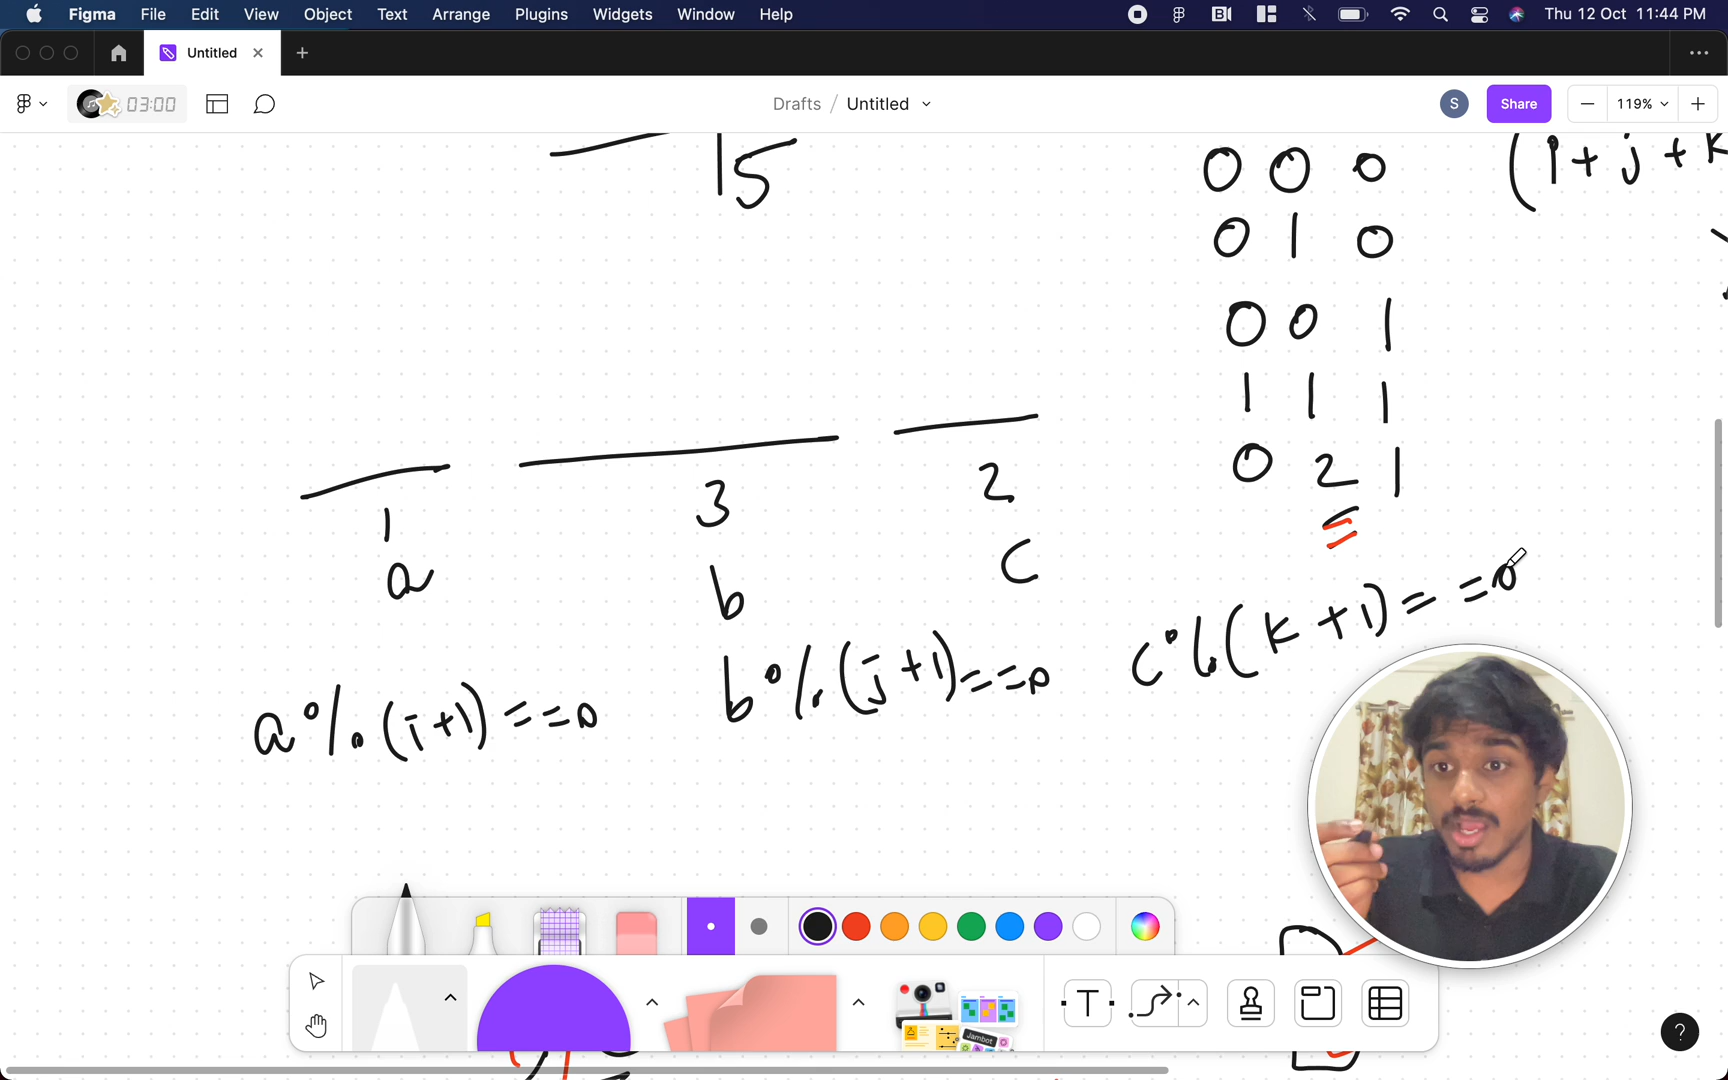 Figma File Edit View Object Text Arrange Plugins Widgets Window Help Thu 12 Oct 11:44 PM
Untitled
03:00 Drafts / Untitled S Share 119%
15
0 0 0 (i + j + k
0 1 0
0 0 1
1 1 1
0 2 1
1 3 2
a b c
a % (i+1) == 0
b % (j+1) == 0
c % (k+1) == 0
T
Jambot
?